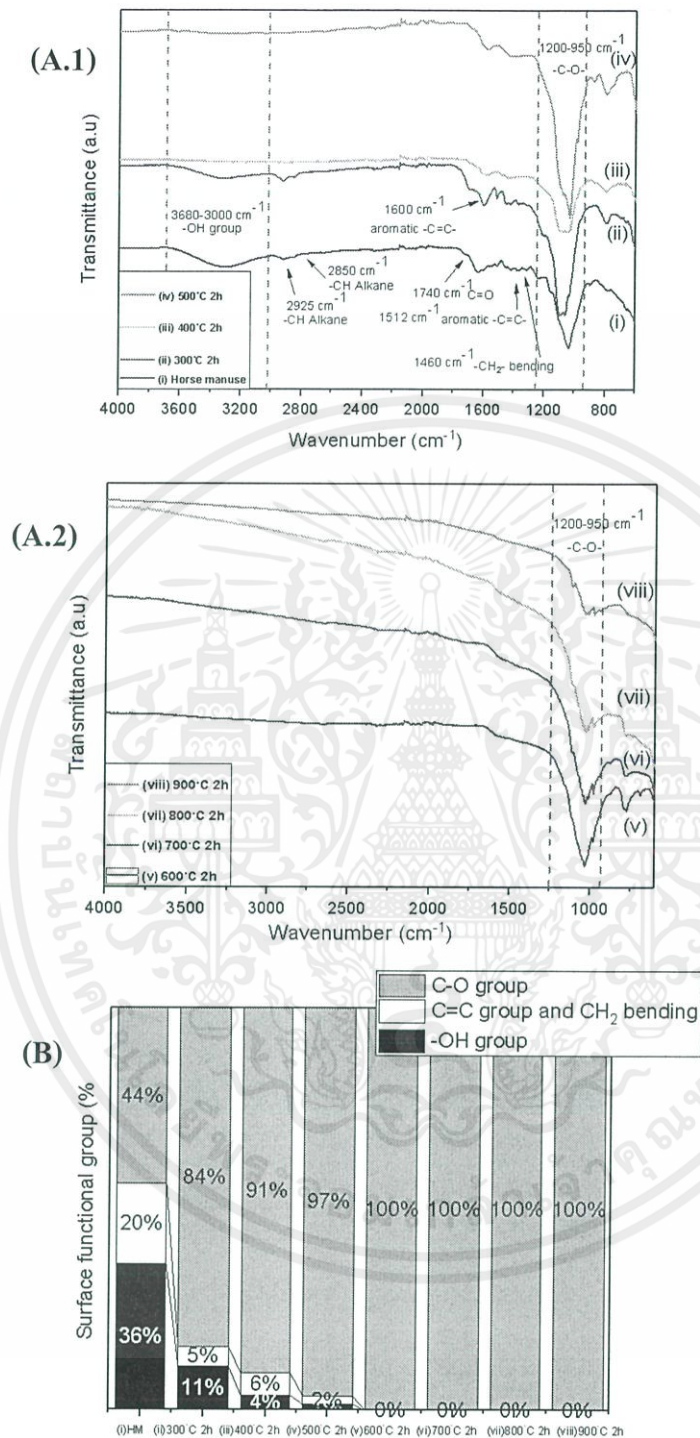 (A.1)
Transmittance (a.u)
1200-950 cm-1
-C-O-
(iv)
(iii)
(ii)
(i)
3680-3000 cm-1
-OH group
1600 cm-1
aromatic -C=C-
2850 cm-1
-CH Alkane
2925 cm-1
-CH Alkane
1740 cm-1 C=O
1512 cm-1 aromatic -C=C-
1460 cm-1 -CH2- bending
(iv) 500°C 2h
(iii) 400°C 2h
(ii) 300°C 2h
(i) Horse manuse
4000 3600 3200 2800 2400 2000 1600 1200 800
Wavenumber (cm-1)
(A.2)
Transmittance (a.u)
1200-950 cm-1
-C-O-
(viii)
(vii)
(vi)
(v)
(viii) 900°C 2h
(vii) 800°C 2h
(vi) 700°C 2h
(v) 600°C 2h
4000 3500 3000 2500 2000 1500 1000
Wavenumber (cm-1)
C-O group
C=C group and CH2 bending
-OH group
(B)
Surface functional group (%
44% 84% 91% 97% 100% 100% 100% 100%
20% 5% 6% 2%
36% 11% 4% 0% 0% 0% 0%
(i)HM (ii)300°C 2h (iii)400°C 2h (iv)500°C 2h (v)600°C 2h (vi)700°C 2h (vii)800°C 2h (viii)900°C 2h